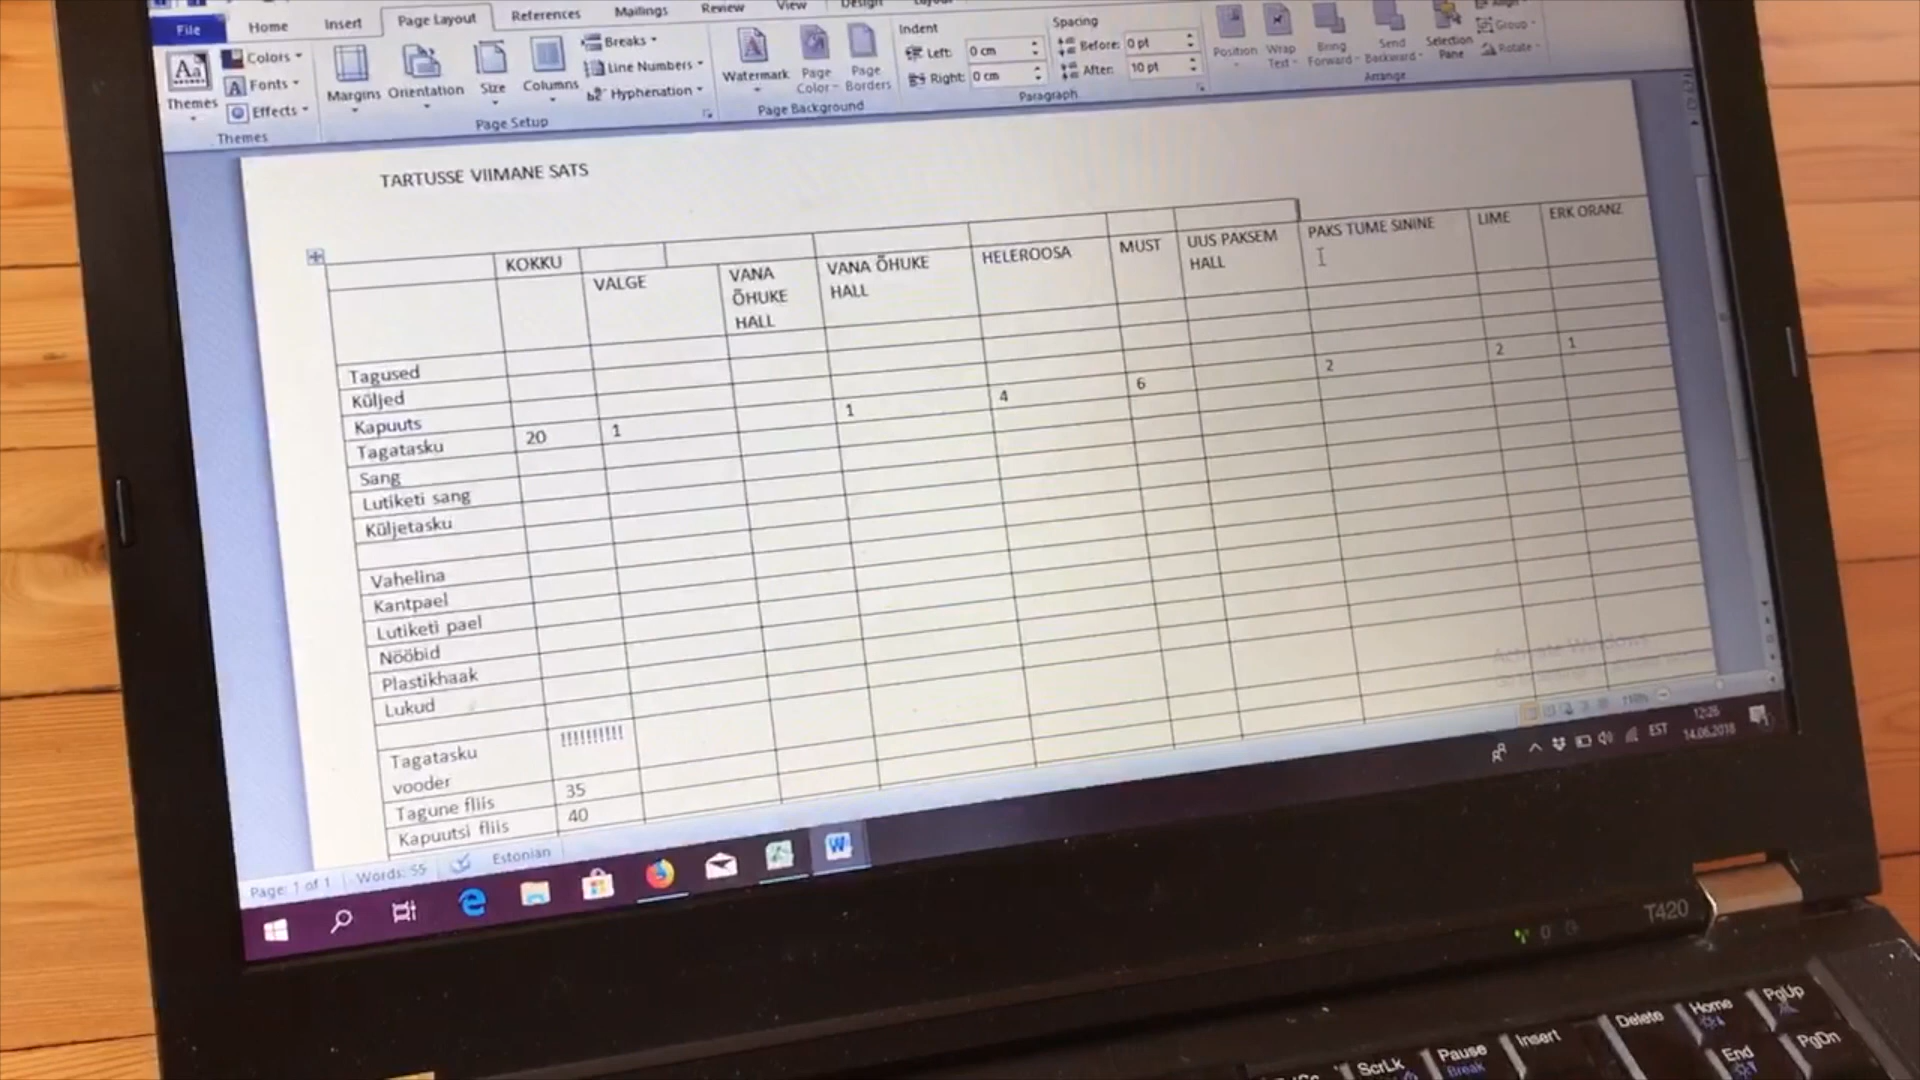 File Home Insert Page Layout References Mailings Review View
Themes Colors Fonts Effects
Margins Orientation Size Columns Breaks Line Numbers Hyphenation
Watermark Page Color Page Borders
Indent Left: 0 cm Right: 0 cm
Spacing Before: 0 pt After: 10 pt
Position Wrap Text Bring Forward Send Backward Selection Pane Align Group Rotate
Themes Page Setup Page Background Paragraph Arrange
TARTUSSE VIIMANE SATS
KOKKU VALGE VANA ÕHUKE HALL VANA ÕHUKE HALL HELEROOSA MUST UUS PAKSEM HALL PAKS TUME SININE LIME ERK ORANZ
Tagused
Küljed
Kapuuts
Tagatasku 20 1 1 4 6 2 2 1
Sang
Lutiketi sang
Küljetasku
Vahelina
Kantpael
Lutiketi pael
Nööbid
Plastikhaak
Lukud
Tagatasku vooder !!!!!!!!!!
Tagune fliis 35
Kapuutsi fliis 40
Activate Windows
Page: 1 of 1 Words: 55 Estonian
EST 12:26
14.06.2018
T420
ScrLk Pause Break Insert Delete Home End PgUp PgDn